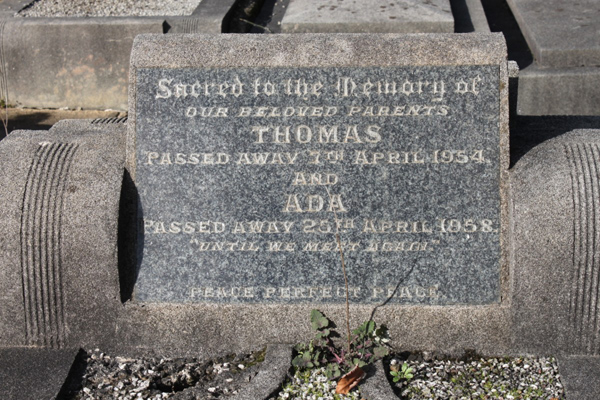 Sacred to the Memory of
OUR BELOVED PARENTS
THOMAS
PASSED AWAY 7TH APRIL 1954.
AND
ADA
PASSED AWAY 25TH APRIL 1958.
"UNTIL WE MEET AGAIN."
PEACE PERFECT PEACE.